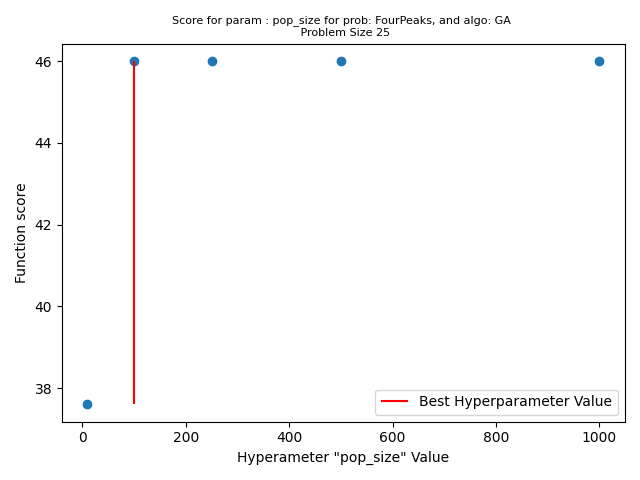 Score for param : pop_size for prob: FourPeaks, and algo: GA
Problem Size 25
46
44
42
40
38
Function score
0
200
400
600
800
1000
Hyperameter "pop_size" Value
Best Hyperparameter Value